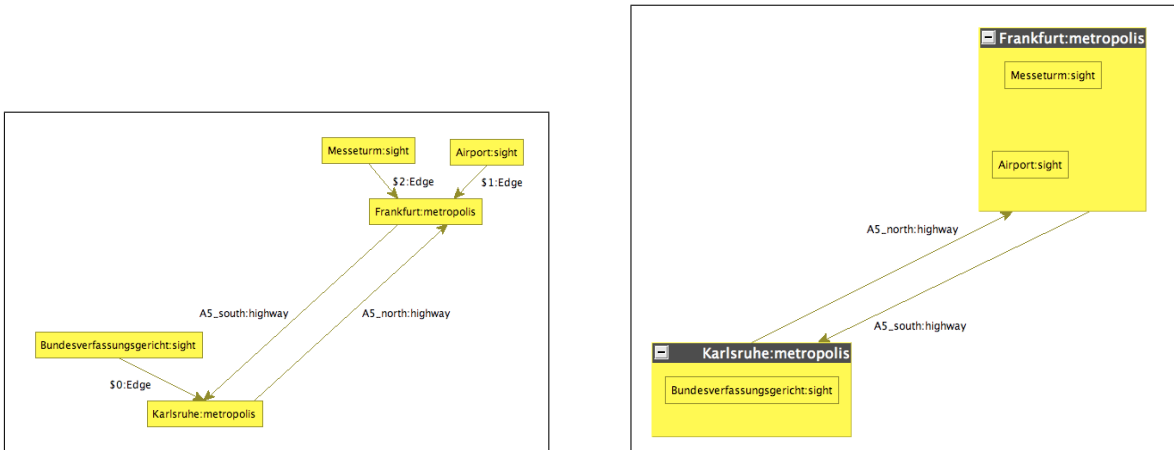 Messeturm:sight
Airport:sight
$2:Edge
$1:Edge
Frankfurt:metropolis
A5_south:highway
A5_north:highway
Bundesverfassungsgericht:sight
$0:Edge
Karlsruhe:metropolis
Frankfurt:metropolis
Messeturm:sight
Airport:sight
A5_north:highway
A5_south:highway
Karlsruhe:metropolis
Bundesverfassungsgericht:sight